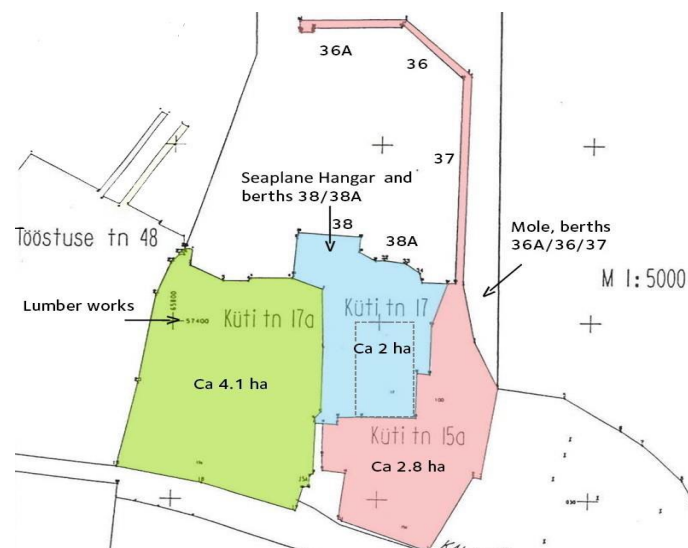 36A
36
37
Seaplane Hangar and
berths 38/38A
38
38A
Mole, berths
36A/36/37
Tööstuse tn 48
M 1:5000
Lumber works
65800
57400
Küti tn 17a
Küti tn 17
Ca 2 ha
Ca 4.1 ha
Küti tn 15a
Ca 2.8 ha